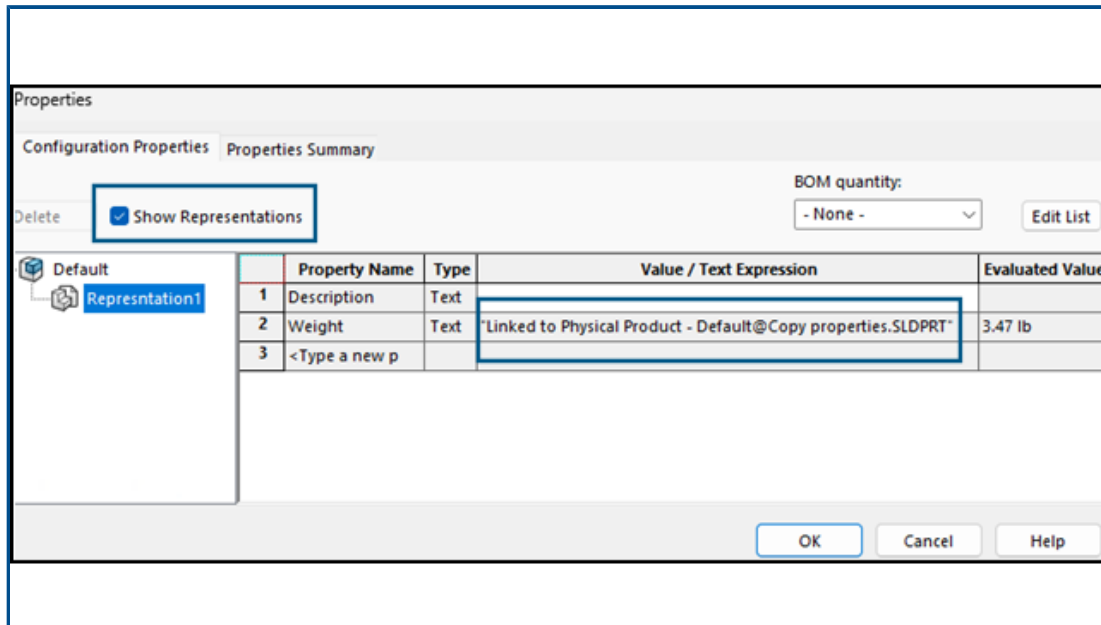 Properties
Configuration Properties Properties Summary
BOM quantity:
Delete Show Representations - None - Edit List
Default Property Name Type Value / Text Expression Evaluated Value
Represntation1 1 Description Text
2 Weight Text "Linked to Physical Product - Default@Copy properties.SLDPRT" 3.47 lb
3 <Type a new p
OK Cancel Help